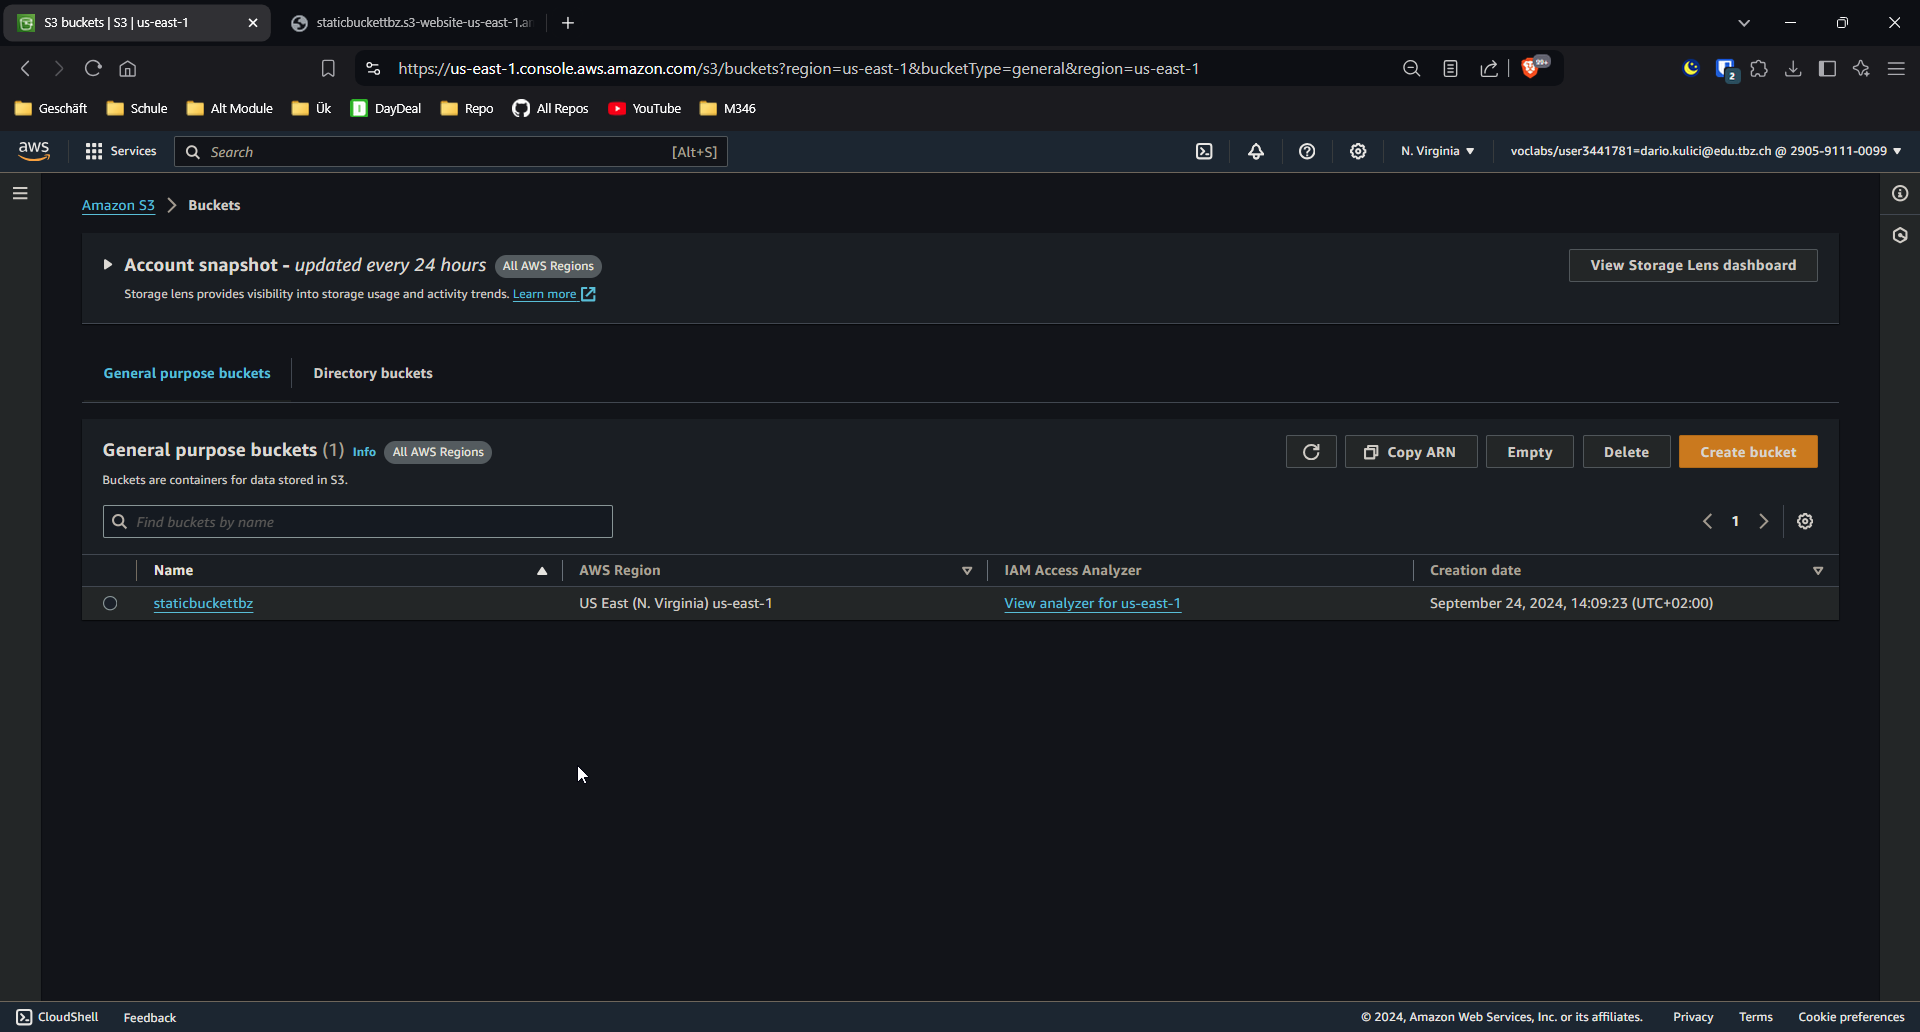 S3 buckets | S3 | us-east-1
staticbuckettbz.s3-website-us-east-1.a
https://us-east-1.console.aws.amazon.com/s3/buckets?region=us-east-1&bucketType=general&region=us-east-1
99+
2
Geschäft
Schule
Alt Module
Ük
DayDeal
Repo
All Repos
YouTube
M346
aws
Services
Search
[Alt+S]
N. Virginia
voclabs/user3441781=dario.kulici@edu.tbz.ch @ 2905-9111-0099
Amazon S3 > Buckets
Account snapshot - updated every 24 hours All AWS Regions
View Storage Lens dashboard
Storage lens provides visibility into storage usage and activity trends. Learn more
General purpose buckets
Directory buckets
General purpose buckets (1) Info All AWS Regions
Copy ARN
Empty
Delete
Create bucket
Buckets are containers for data stored in S3.
Find buckets by name
1
Name
AWS Region
IAM Access Analyzer
Creation date
staticbuckettbz
US East (N. Virginia) us-east-1
View analyzer for us-east-1
September 24, 2024, 14:09:23 (UTC+02:00)
CloudShell
Feedback
© 2024, Amazon Web Services, Inc. or its affiliates.
Privacy
Terms
Cookie preferences